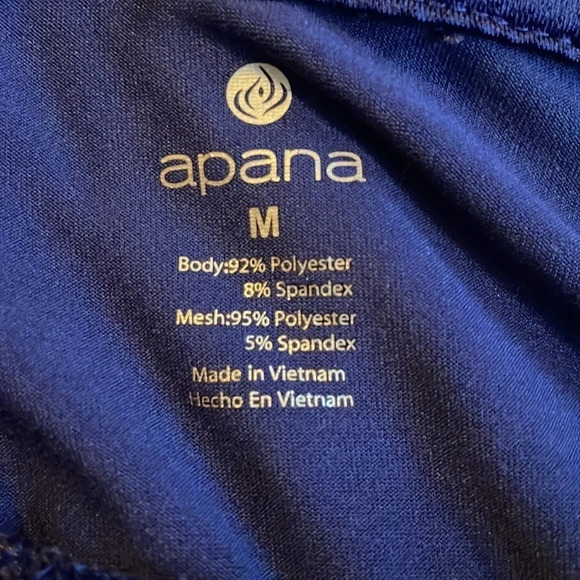 apana
M
Body:92% Polyester
8% Spandex
Mesh:95% Polyester
5% Spandex
Made in Vietnam
Hecho En Vietnam